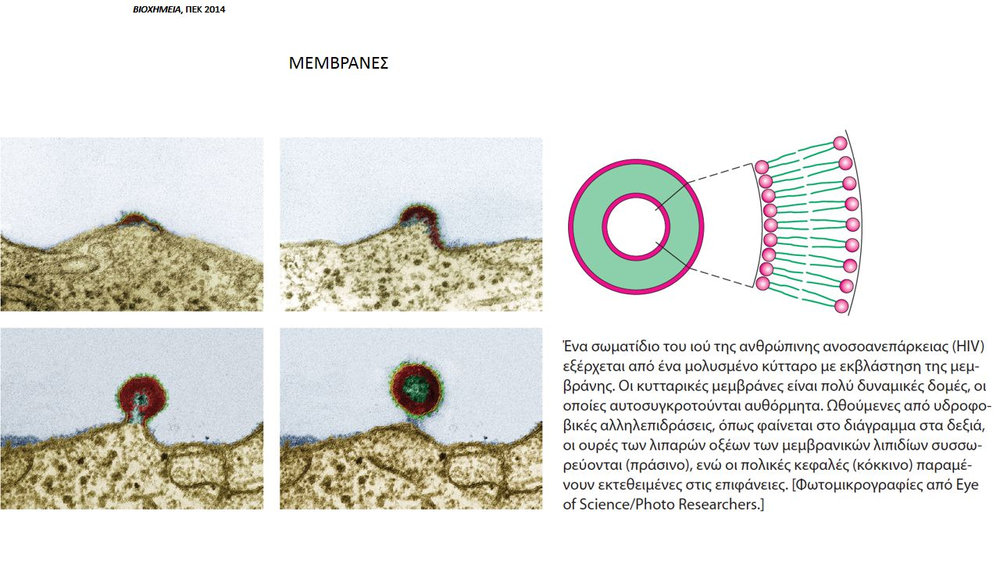 ΒΙΟΧΗΜΕΙΑ, ΠΕΚ 2014
ΜΕΜΒΡΑΝΕΣ
Ένα σωματίδιο του ιού της ανθρώπινης ανοσοανεπάρκειας (HIV)
εξέρχεται από ένα μολυσμένο κύτταρο με εκβλάστηση της μεμ-
βράνης. Οι κυτταρικές μεμβράνες είναι πολύ δυναμικές δομές, οι
οποίες αυτοσυγκροτούνται αυθόρμητα. Ωθούμενες από υδροφο-
βικές αλληλεπιδράσεις, όπως φαίνεται στο διάγραμμα στα δεξιά,
οι ουρές των λιπαρών οξέων των μεμβρανικών λιπιδίων συσσω-
ρεύονται (πράσινο), ενώ οι πολικές κεφαλές (κόκκινο) παραμέ-
νουν εκτεθειμένες στις επιφάνειες. [Φωτομικρογραφίες από Eye
of Science/Photo Researchers.]